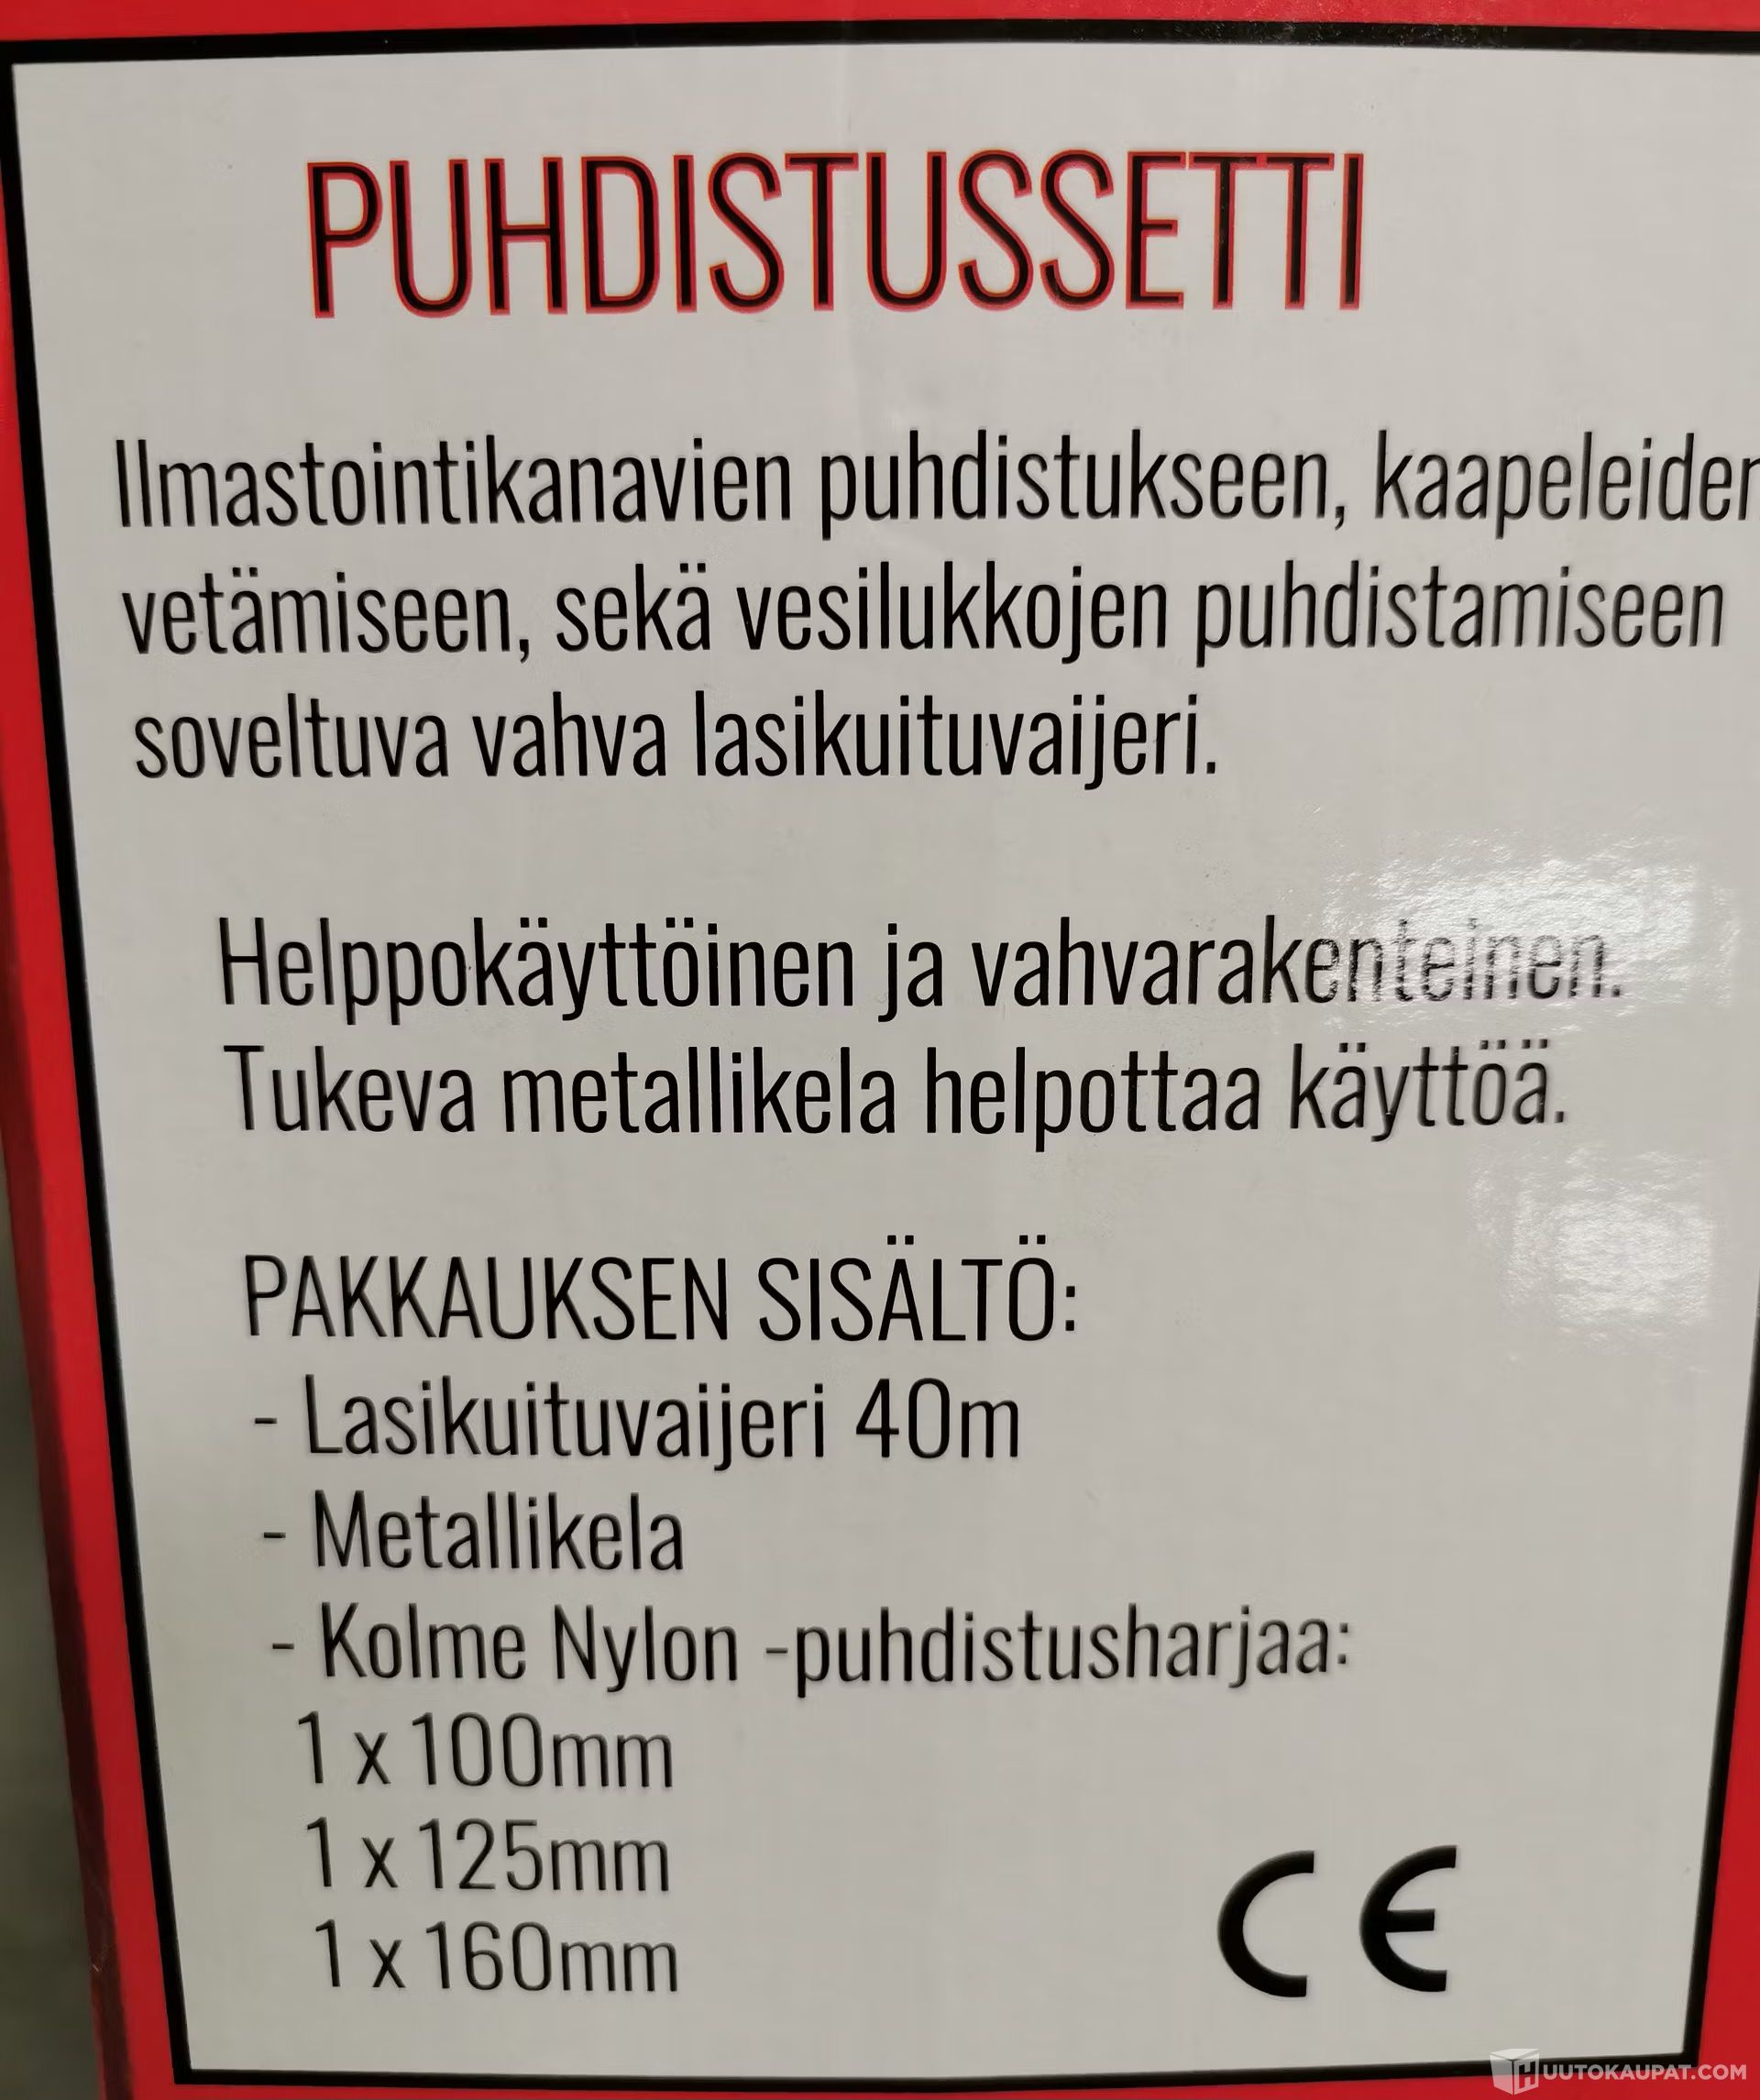 PUHDISTUSSETTI
Ilmastointikanavien puhdistukseen, kaapeleiden
vetämiseen, sekä vesilukkojen puhdistamiseen
soveltuva vahva lasikuituvaijeri.
Helppokäyttöinen ja vahvarakenteinen.
Tukeva metallikela helpottaa käyttöä.
PAKKAUKSEN SISÄLTÖ:
- Lasikuituvaijeri 40m
- Metallikela
- Kolme Nylon -puhdistusharjaa:
1 x 100mm
1 x 125mm
1 x 160mm
CE
HUUTOKAUPAT.COM